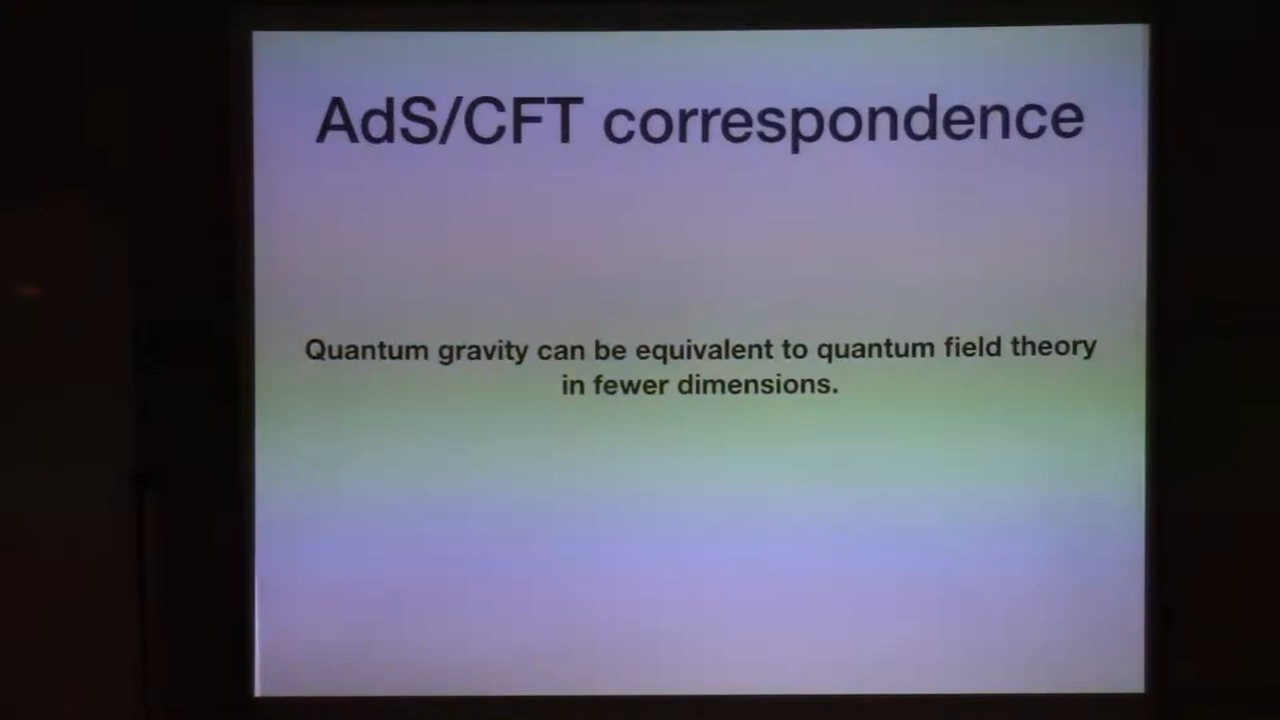 AdS/CFT correspondence
Quantum gravity can be equivalent to quantum field theory
in fewer dimensions.